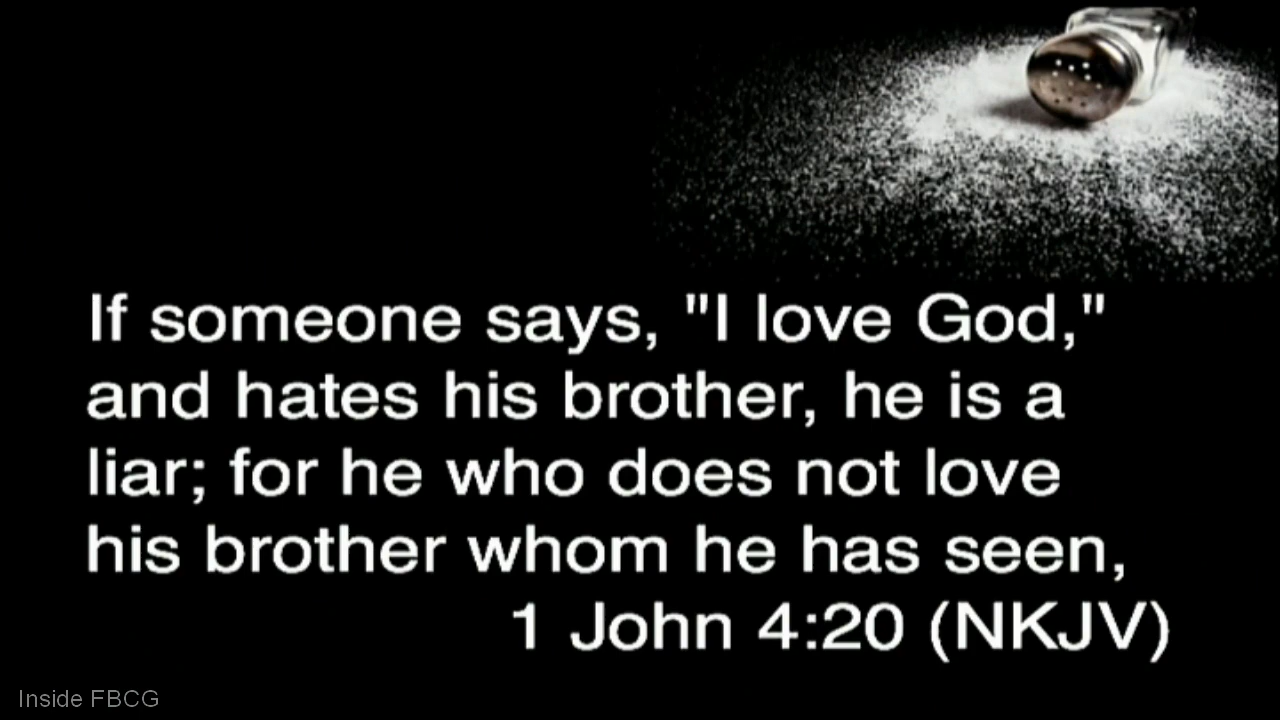 If someone says, "I love God,"
and hates his brother, he is a
liar; for he who does not love
his brother whom he has seen,
1 John 4:20 (NKJV)
Inside FBCG